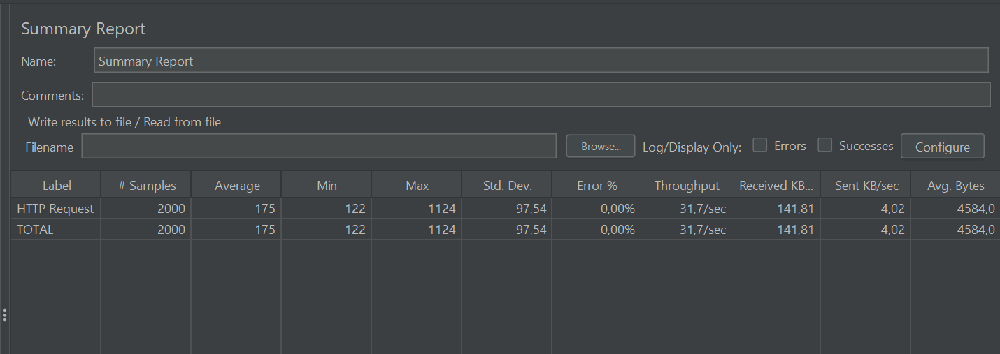 Summary Report
Name: Summary Report
Comments:
Write results to file / Read from file
Filename Browse... Log/Display Only: Errors Successes Configure
Label # Samples Average Min Max Std. Dev. Error % Throughput Received KB... Sent KB/sec Avg. Bytes
HTTP Request 2000 175 122 1124 97,54 0,00% 31,7/sec 141,81 4,02 4584,0
TOTAL 2000 175 122 1124 97,54 0,00% 31,7/sec 141,81 4,02 4584,0